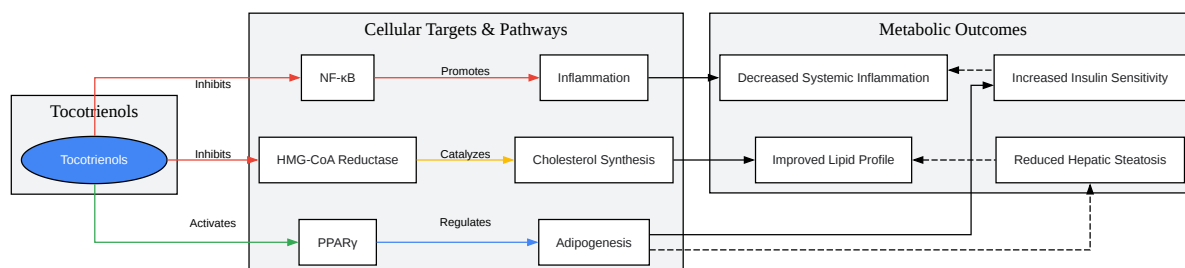 Cellular Targets & Pathways
Metabolic Outcomes
NF-κB
Promotes
Inflammation
Decreased Systemic Inflammation
Increased Insulin Sensitivity
Inhibits
Tocotrienols
Tocotrienols
Inhibits
HMG-CoA Reductase
Catalyzes
Cholesterol Synthesis
Improved Lipid Profile
Reduced Hepatic Steatosis
Activates
PPARγ
Regulates
Adipogenesis